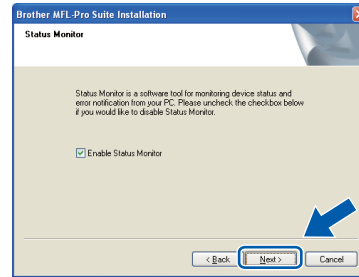 Brother MFL-Pro Suite Installation
Status Monitor
Status Monitor is a software tool for monitoring device status and
error notification from your PC. Please uncheck the checkbox below
if you would like to disable Status Monitor.
Enable Status Monitor
< Back
Next >
Cancel